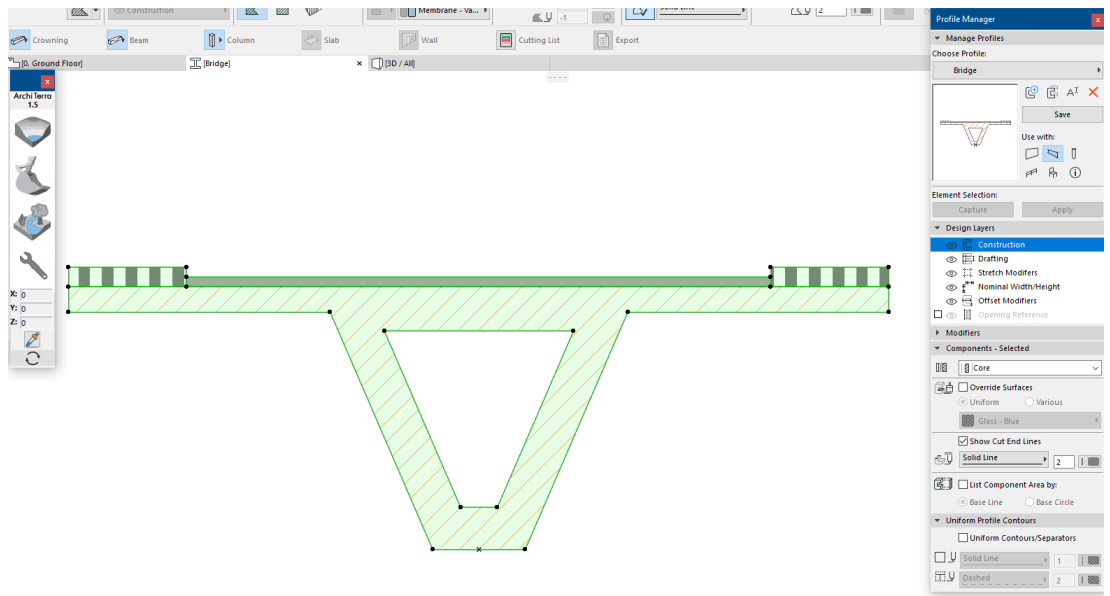 Construction
Membrane - Va...
-1
Solid Line
2
Crowning
Beam
Column
Slab
Wall
Cutting List
Export
[0. Ground Floor]
[Bridge]
[3D / All]
ArchiTerra
1.5
X: 0
Y: 0
Z: 0
Profile Manager
Manage Profiles
Choose Profile:
Bridge
Save
Use with:
Element Selection:
Capture
Apply
Design Layers
Construction
Drafting
Stretch Modifers
Nominal Width/Height
Offset Modifiers
Opening Reference
Modifiers
Components - Selected
Core
Override Surfaces
Uniform
Various
Glass - Blue
Show Cut End Lines
Solid Line
2
List Component Area by:
Base Line
Base Circle
Uniform Profile Contours
Uniform Contours/Separators
Solid Line
1
Dashed
2